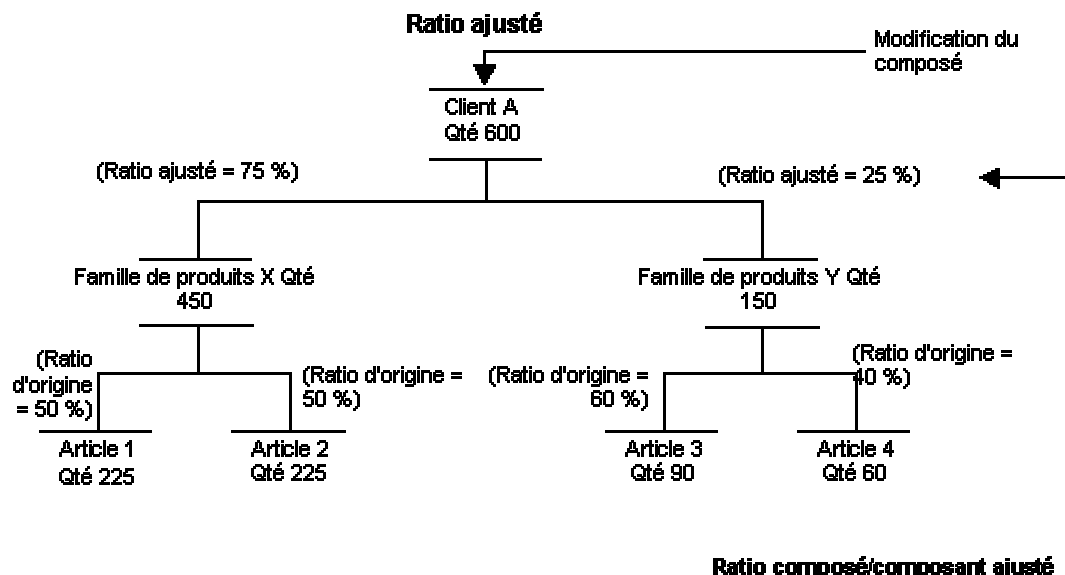 Ratio ajusté
Modification du
composé
Client A
Qté 600
(Ratio ajusté = 75 %)
(Ratio ajusté = 25 %)
Famille de produits X Qté
450
Famille de produits Y Qté
150
(Ratio
d'origine
= 50 %)
(Ratio d'origine =
50 %)
(Ratio d'origine =
60 %)
(Ratio d'origine =
40 %)
Article 1
Qté 225
Article 2
Qté 225
Article 3
Qté 90
Article 4
Qté 60
Ratio composé/composant ajusté